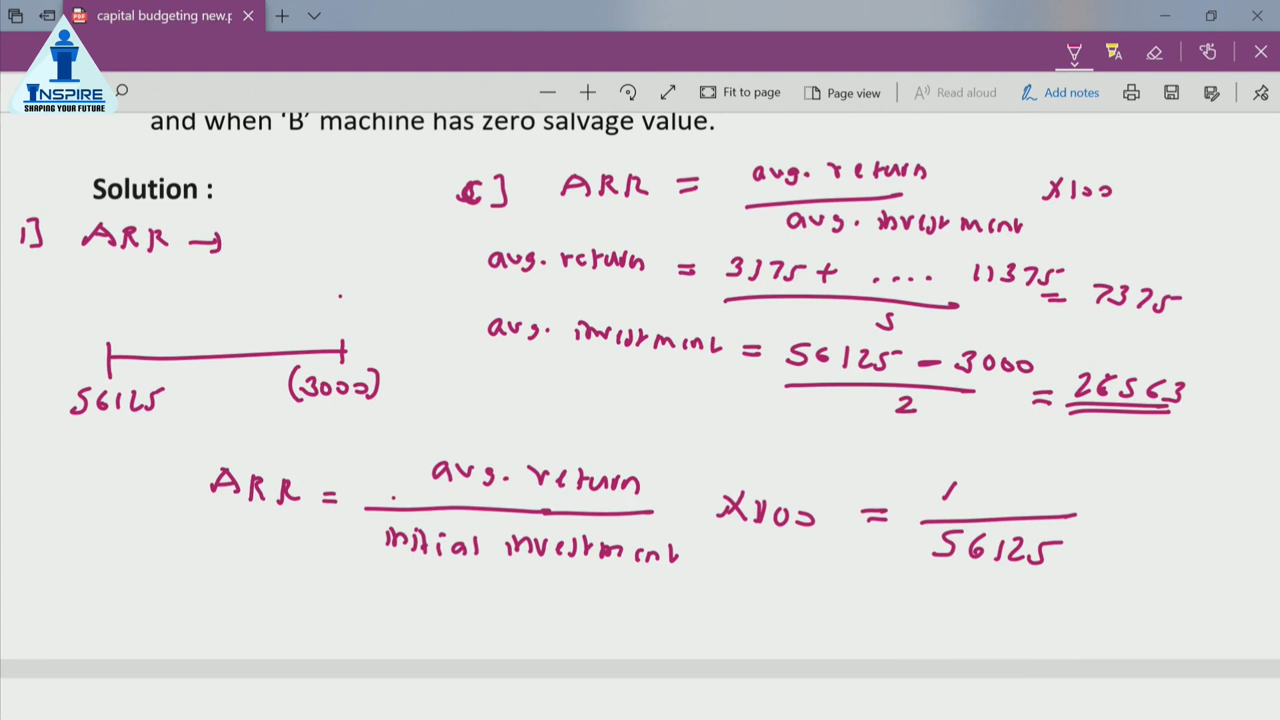 capital budgeting new.p
INSPIRE
SHAPING YOUR FUTURE
Fit to page
Page view
Read aloud
Add notes
and when ‘B’ machine has zero salvage value.
Solution :
1] ARR →
56125 (3000)
ARR = avg. return / avg. investment X100
avg. return = 3375 + .... 11375 / 5 = 7375
avg. investment = 56125 - 3000 / 2 = 26563
ARR = avg. return / initial investment X100 = / 56125